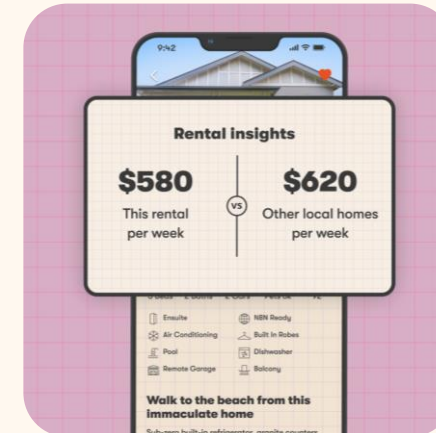 9:42
Rental insights
$580
This rental
per week
VS
$620
Other local homes
per week
Ensuite
NBN Ready
Air Conditioning
Built In Robes
Pool
Dishwasher
Remote Garage
Balcony
Walk to the beach from this
immaculate home